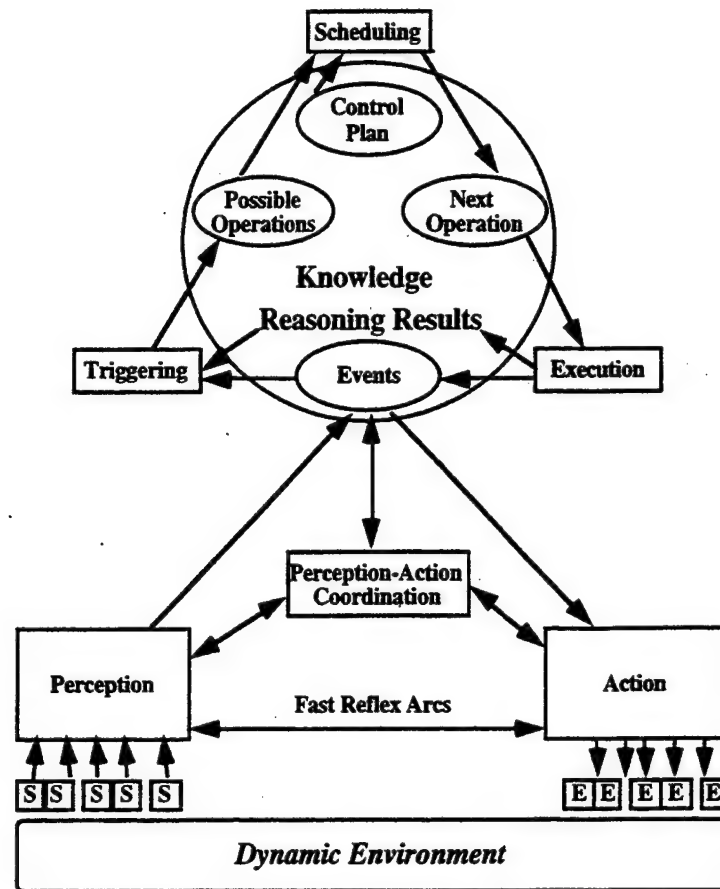 Scheduling
Control
Plan
Possible
Operations
Next
Operation
Knowledge
Reasoning Results
Triggering
Events
Execution
Perception-Action
Coordination
Perception
Action
Fast Reflex Arcs
S S S S S
E E E E E
Dynamic Environment